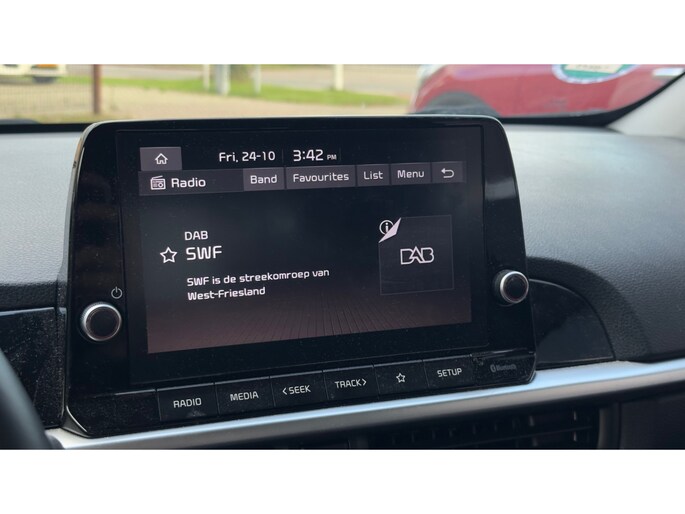 Fri, 24-10 3:42 PM
Radio Band Favourites List Menu
DAB
SWF
SWF is de streekomroep van
West-Friesland
DAB
RADIO MEDIA <SEEK TRACK> SETUP Bluetooth